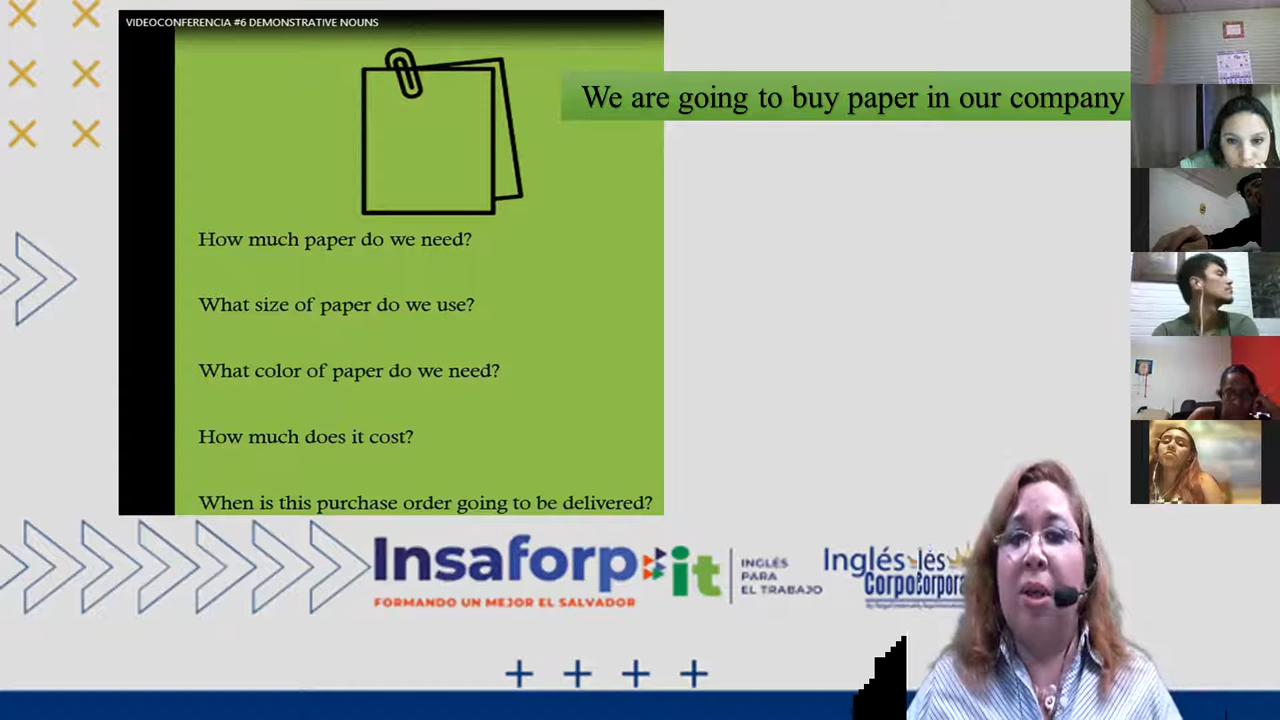 VIDEOCONFERENCIA #6 DEMONSTRATIVE NOUNS
We are going to buy paper in our company
How much paper do we need?
What size of paper do we use?
What color of paper do we need?
How much does it cost?
When is this purchase order going to be delivered?
Insaforp
FORMANDO UN MEJOR EL SALVADOR
it
INGLÉS
PARA
EL TRABAJO
Inglés